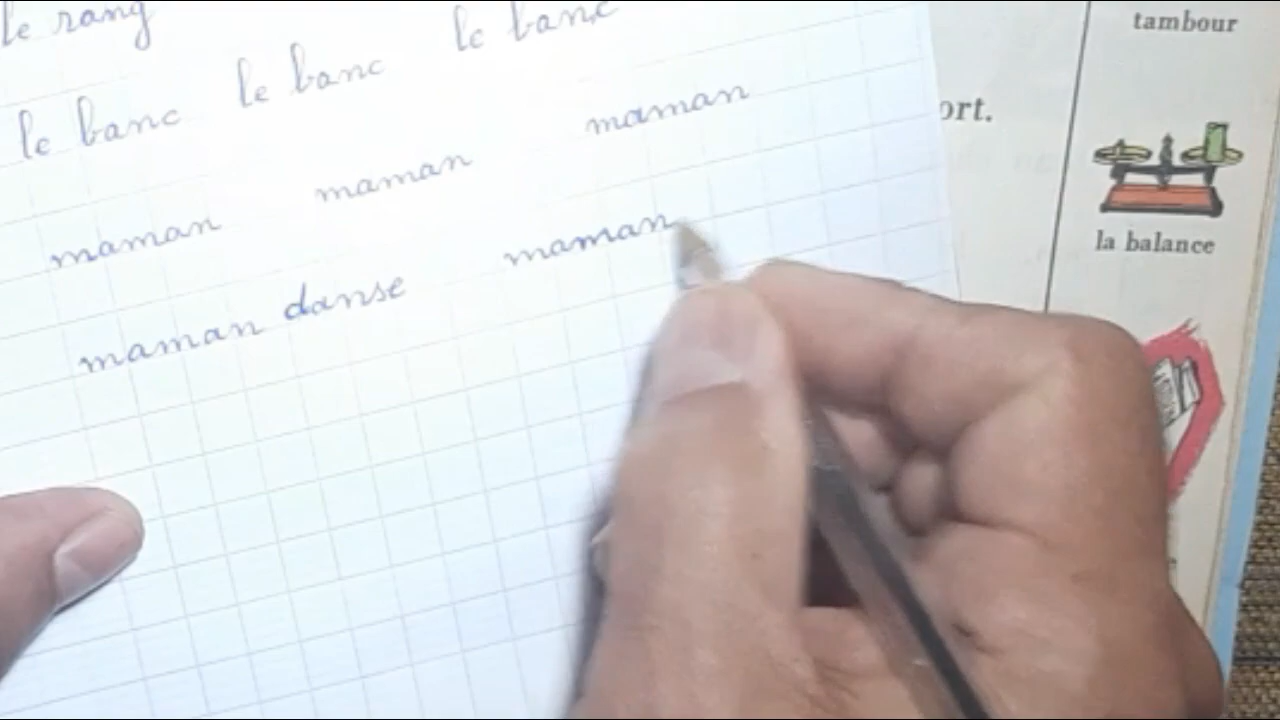 le rang
le banc le banc le banc
maman maman maman
maman danse maman
tambour
ort.
la balance